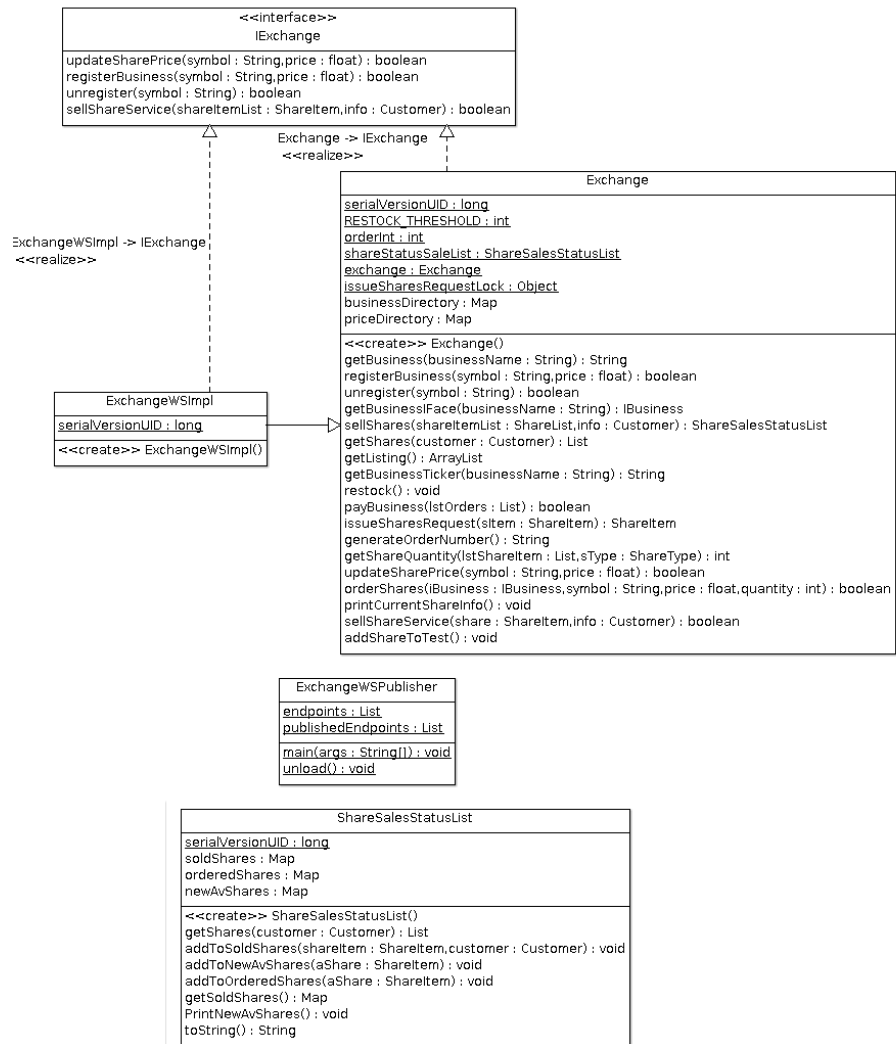 <<interface>>
IExchange
updateSharePrice(symbol : String,price : float) : boolean
registerBusiness(symbol : String,price : float) : boolean
unregister(symbol : String) : boolean
sellShareService(shareItemList : ShareItem,info : Customer) : boolean
Exchange -> IExchange
<<realize>>
ExchangeWSImpl -> IExchange
<<realize>>
Exchange
serialVersionUID : long
RESTOCK_THRESHOLD : int
orderInt : int
shareStatusSaleList : ShareSalesStatusList
exchange : Exchange
issueSharesRequestLock : Object
businessDirectory : Map
priceDirectory : Map
<<create>> Exchange()
getBusiness(businessName : String) : String
registerBusiness(symbol : String,price : float) : boolean
unregister(symbol : String) : boolean
getBusinessIFace(businessName : String) : IBusiness
sellShares(shareItemList : ShareList,info : Customer) : ShareSalesStatusList
getShares(customer : Customer) : List
getListing() : ArrayList
getBusinessTicker(businessName : String) : String
restock() : void
payBusiness(lstOrders : List) : boolean
issueSharesRequest(sItem : ShareItem) : ShareItem
generateOrderNumber() : String
getShareQuantity(lstShareItem : List,sType : ShareType) : int
updateSharePrice(symbol : String,price : float) : boolean
orderShares(iBusiness : IBusiness,symbol : String,price : float,quantity : int) : boolean
printCurrentShareInfo() : void
sellShareService(share : ShareItem,info : Customer) : boolean
addShareToTest() : void
ExchangeWSImpl
serialVersionUID : long
<<create>> ExchangeWSImpl()
ExchangeWSPublisher
endpoints : List
publishedEndpoints : List
main(args : String[]) : void
unload() : void
ShareSalesStatusList
serialVersionUID : long
soldShares : Map
orderedShares : Map
newAvShares : Map
<<create>> ShareSalesStatusList()
getShares(customer : Customer) : List
addToSoldShares(shareItem : ShareItem,customer : Customer) : void
addToNewAvShares(aShare : ShareItem) : void
addToOrderedShares(aShare : ShareItem) : void
getSoldShares() : Map
PrintNewAvShares() : void
toString() : String